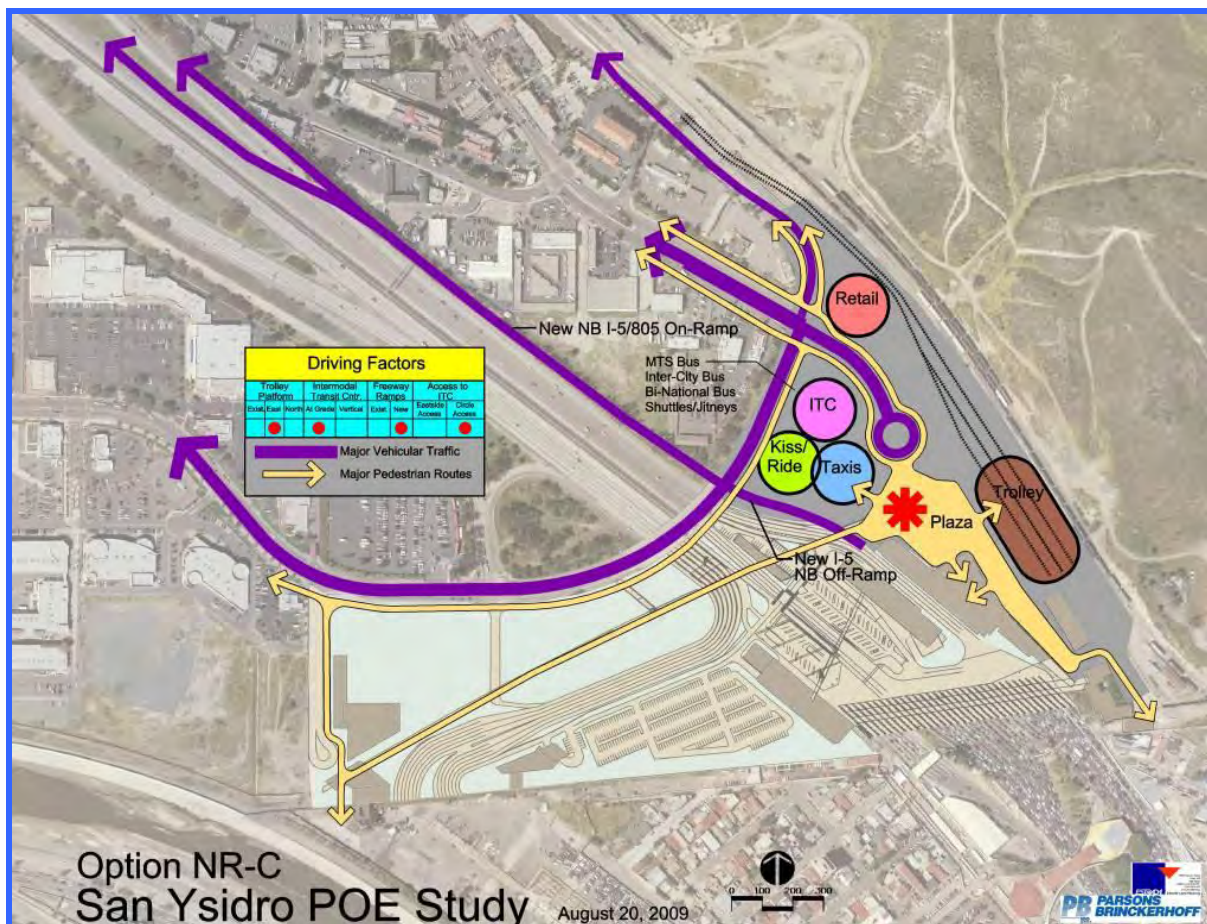 New NB I-5/805 On-Ramp
Retail
MTS Bus
Inter-City Bus
Bi-National Bus
Shuttles/Jitneys
ITC
Kiss/
Ride
Taxis
Trolley
Plaza
New I-5
NB Off-Ramp
Driving Factors
Trolley Platform
Intermodal Transit Cntr.
Freeway Ramps
Access to ITC
Exist. East North At Grade Vertical Exist. New Eastside Access Circle Access
Major Vehicular Traffic
Major Pedestrian Routes
Option NR-C
San Ysidro POE Study
August 20, 2009
0 100 200 300
PB PARSONS
BRINCKERHOFF